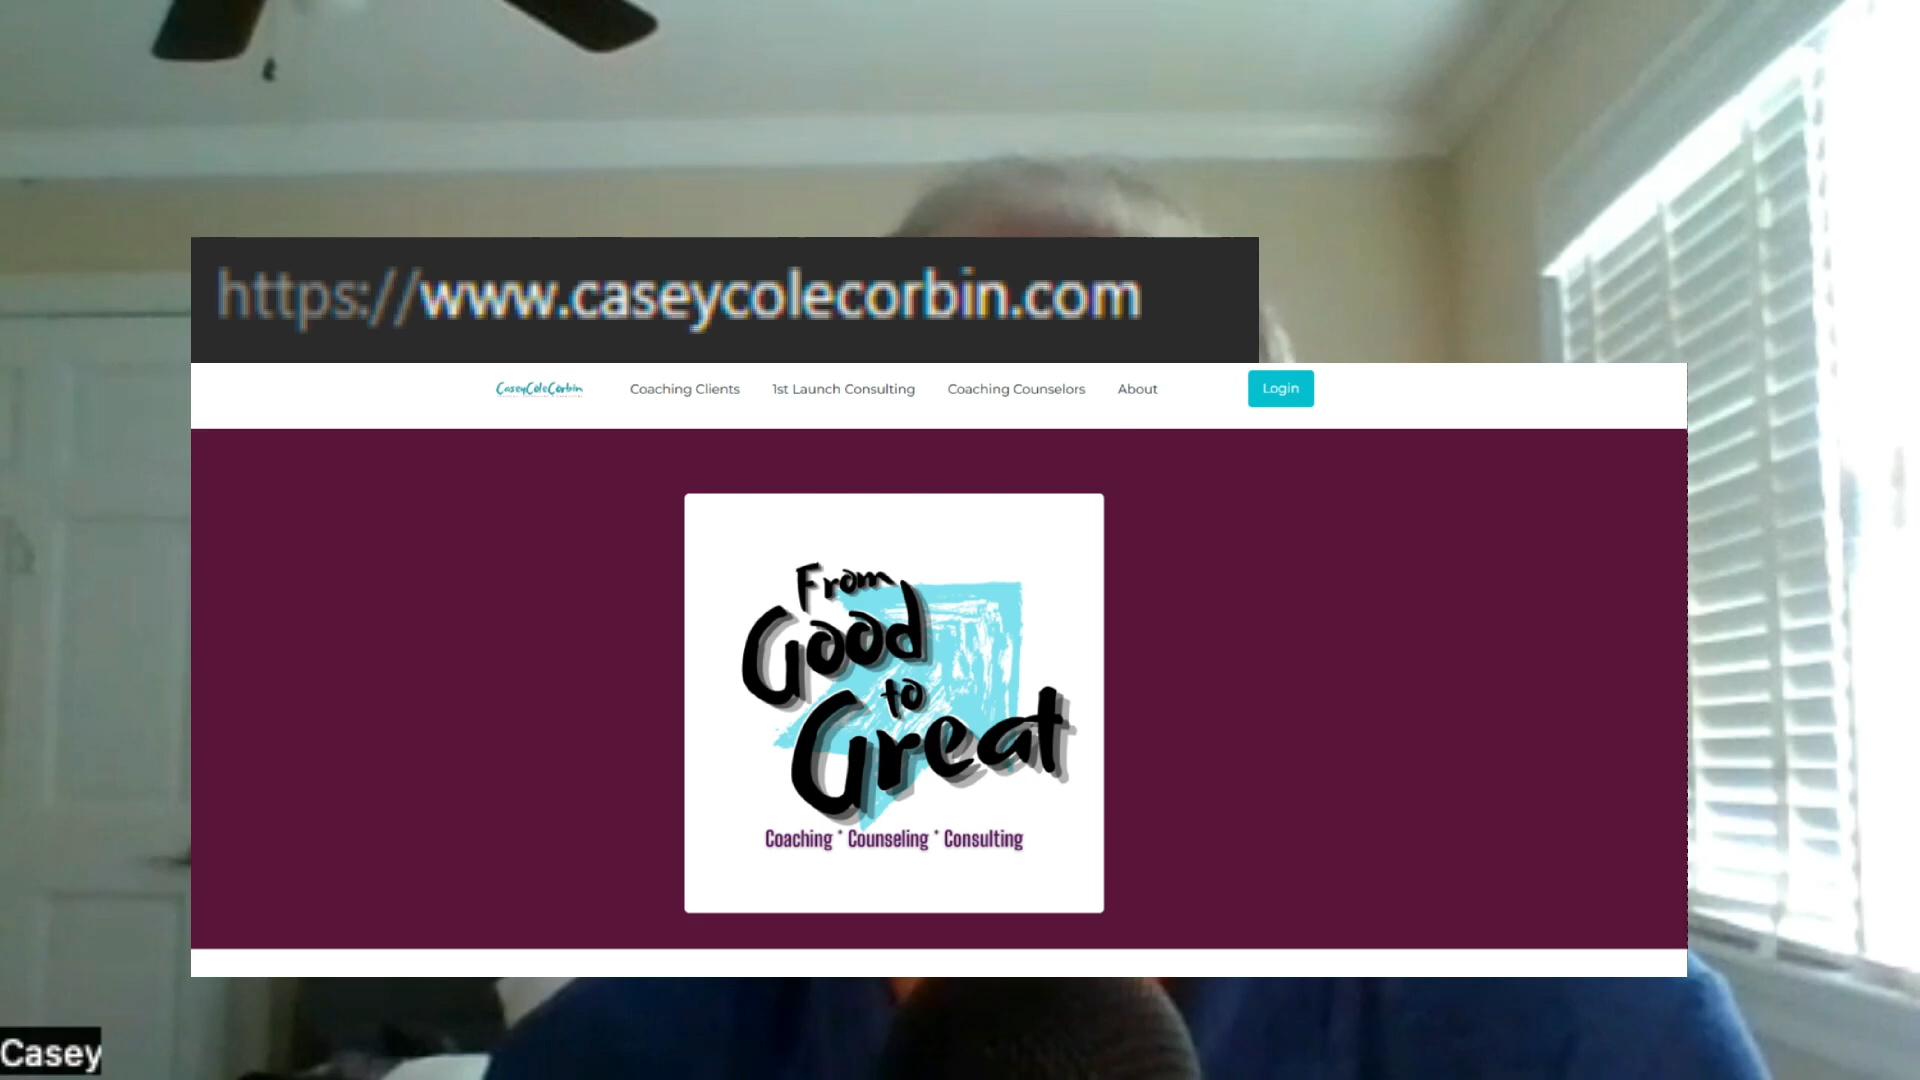 https://www.caseycolecorbin.com
CaseyColeCorbin
Coaching Clients
1st Launch Consulting
Coaching Counselors
About
Login
From
Good
to
Great
Coaching * Counseling * Consulting
Casey